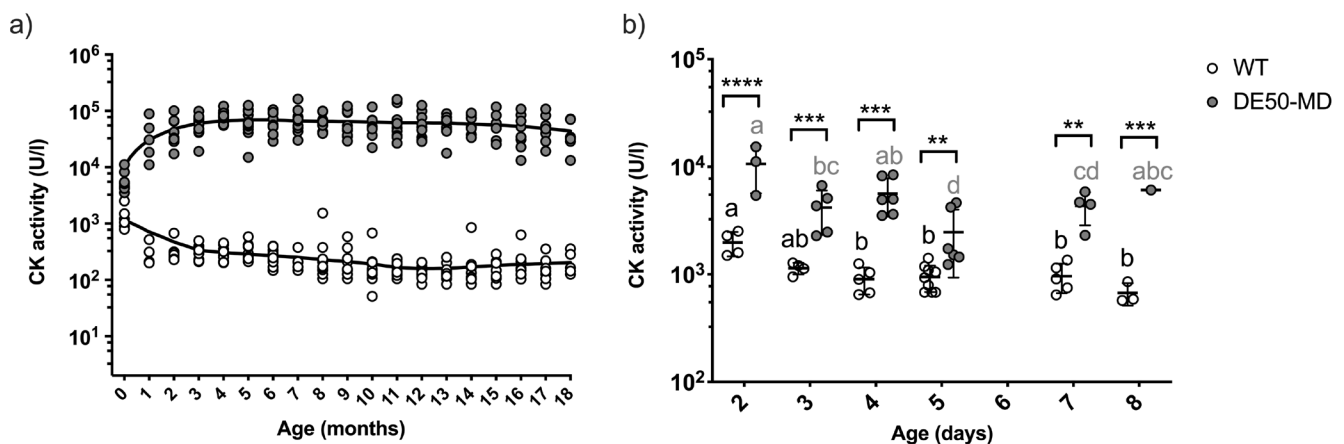 a)
CK activity (U/l)
10⁶
10⁵
10⁴
10³
10²
10¹
0 1 2 3 4 5 6 7 8 9 10 11 12 13 14 15 16 17 18
Age (months)
b)
CK activity (U/l)
10⁵
10⁴
10³
10²
**** *** *** ** ** ***
a bc ab d cd abc
a ab b b b b
2 3 4 5 6 7 8
Age (days)
WT
DE50-MD